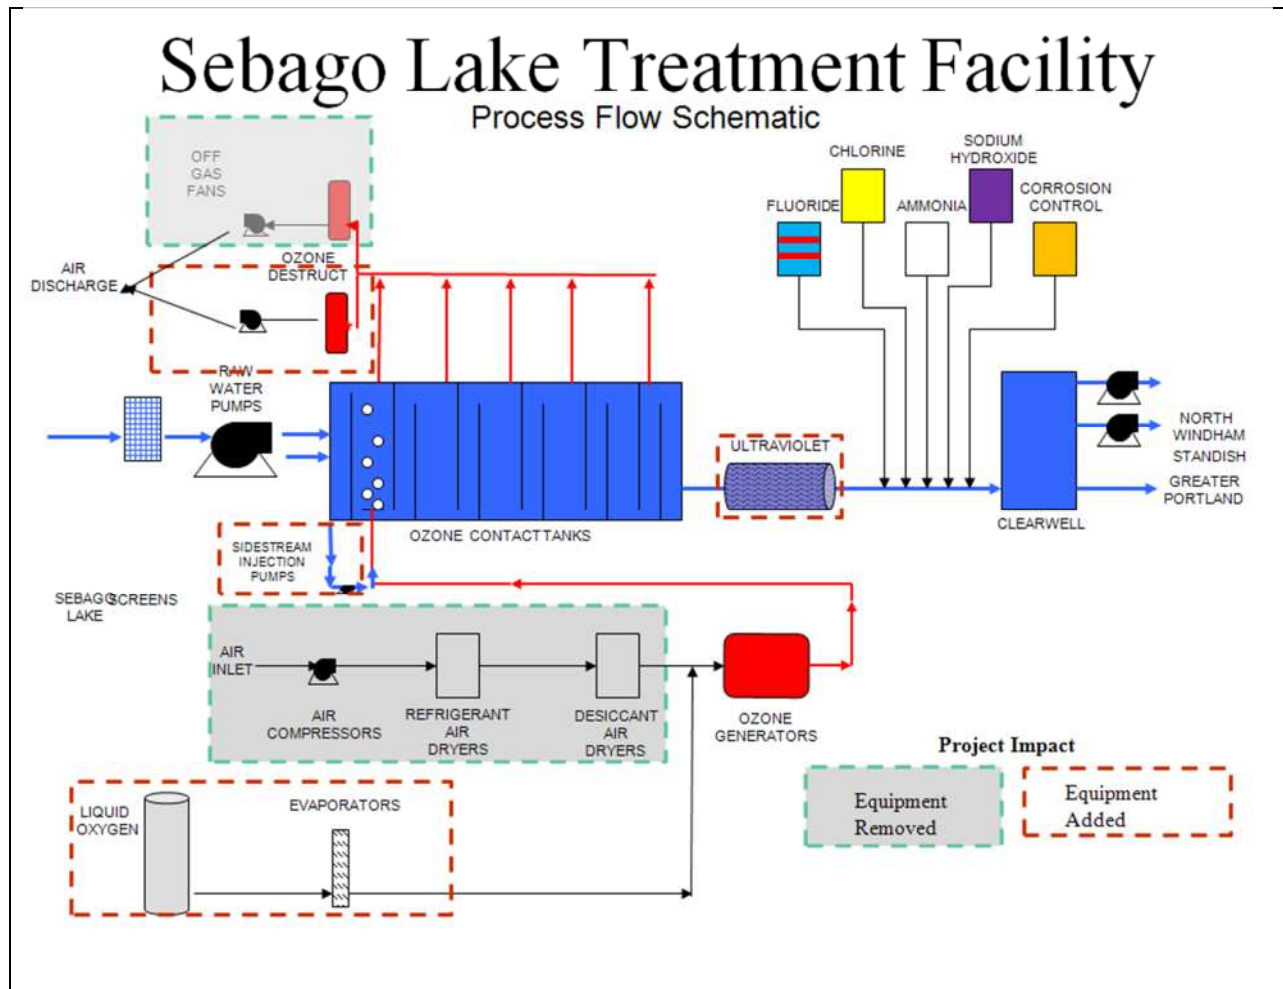 Sebago Lake Treatment Facility
Process Flow Schematic
OFF
GAS
FANS
OZONE
DESTRUCT
AIR
DISCHARGE
RAW
WATER
PUMPS
CHLORINE
SODIUM
HYDROXIDE
FLUORIDE
AMMONIA
CORROSION
CONTROL
ULTRAVIOLET
NORTH
WINDHAM
STANDISH
GREATER
PORTLAND
CLEARWELL
OZONE CONTACTTANKS
SIDESTREAM
INJECTION
PUMPS
SEBAGO
LAKE
SCREENS
AIR
INLET
AIR
COMPRESSORS
REFRIGERANT
AIR
DRYERS
DESICCANT
AIR
DRYERS
OZONE
GENERATORS
LIQUID
OXYGEN
EVAPORATORS
Project Impact
Equipment
Removed
Equipment
Added